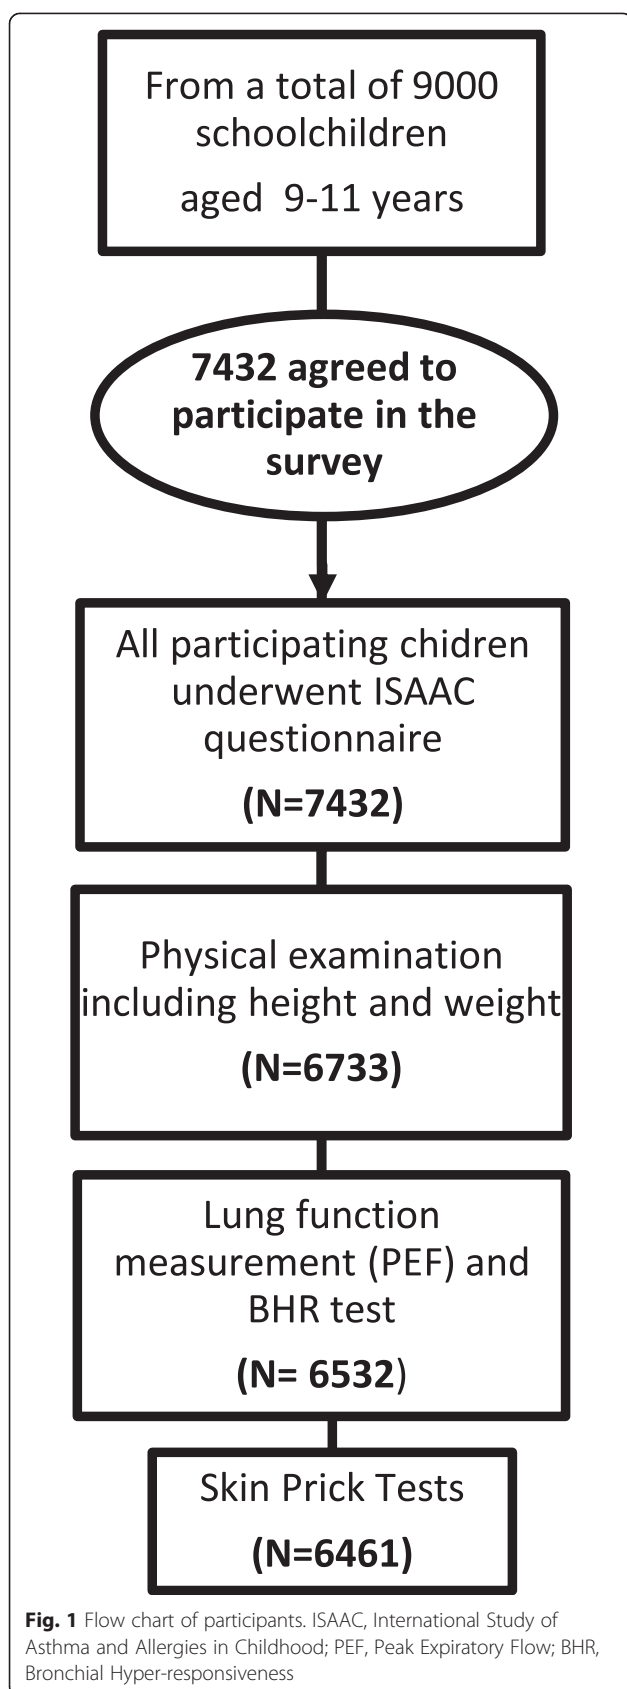 From a total of 9000
schoolchildren
aged 9-11 years
7432 agreed to
participate in the
survey
All participating chidren
underwent ISAAC
questionnaire
(N=7432)
Physical examination
including height and weight
(N=6733)
Lung function
measurement (PEF) and
BHR test
(N= 6532)
Skin Prick Tests
(N=6461)
Fig. 1 Flow chart of participants. ISAAC, International Study of
Asthma and Allergies in Childhood; PEF, Peak Expiratory Flow; BHR,
Bronchial Hyper-responsiveness